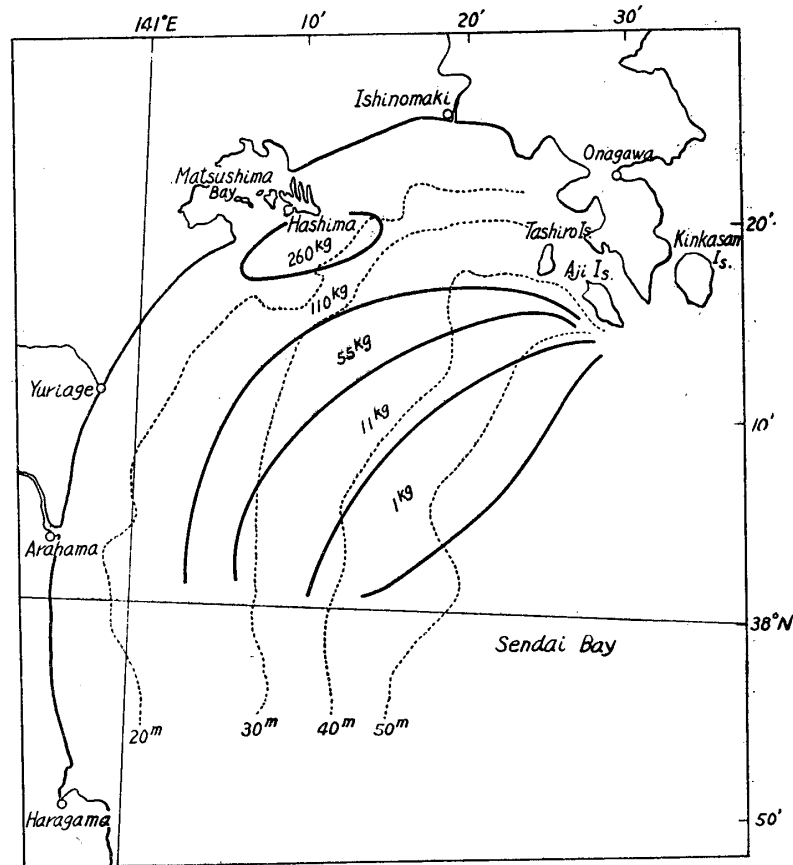 141°E 10' 20' 30'
Ishinomaki
Onagawa
Matsushima
Bay
Hashima
20'
Tashiro Is.
Kinkasan
Is.
260kg
Aji Is.
110kg
55kg
Yuriage
10'
11kg
1kg
Arahama
38°N
Sendai Bay
20m 30m 40m 50m
Haragama
50'